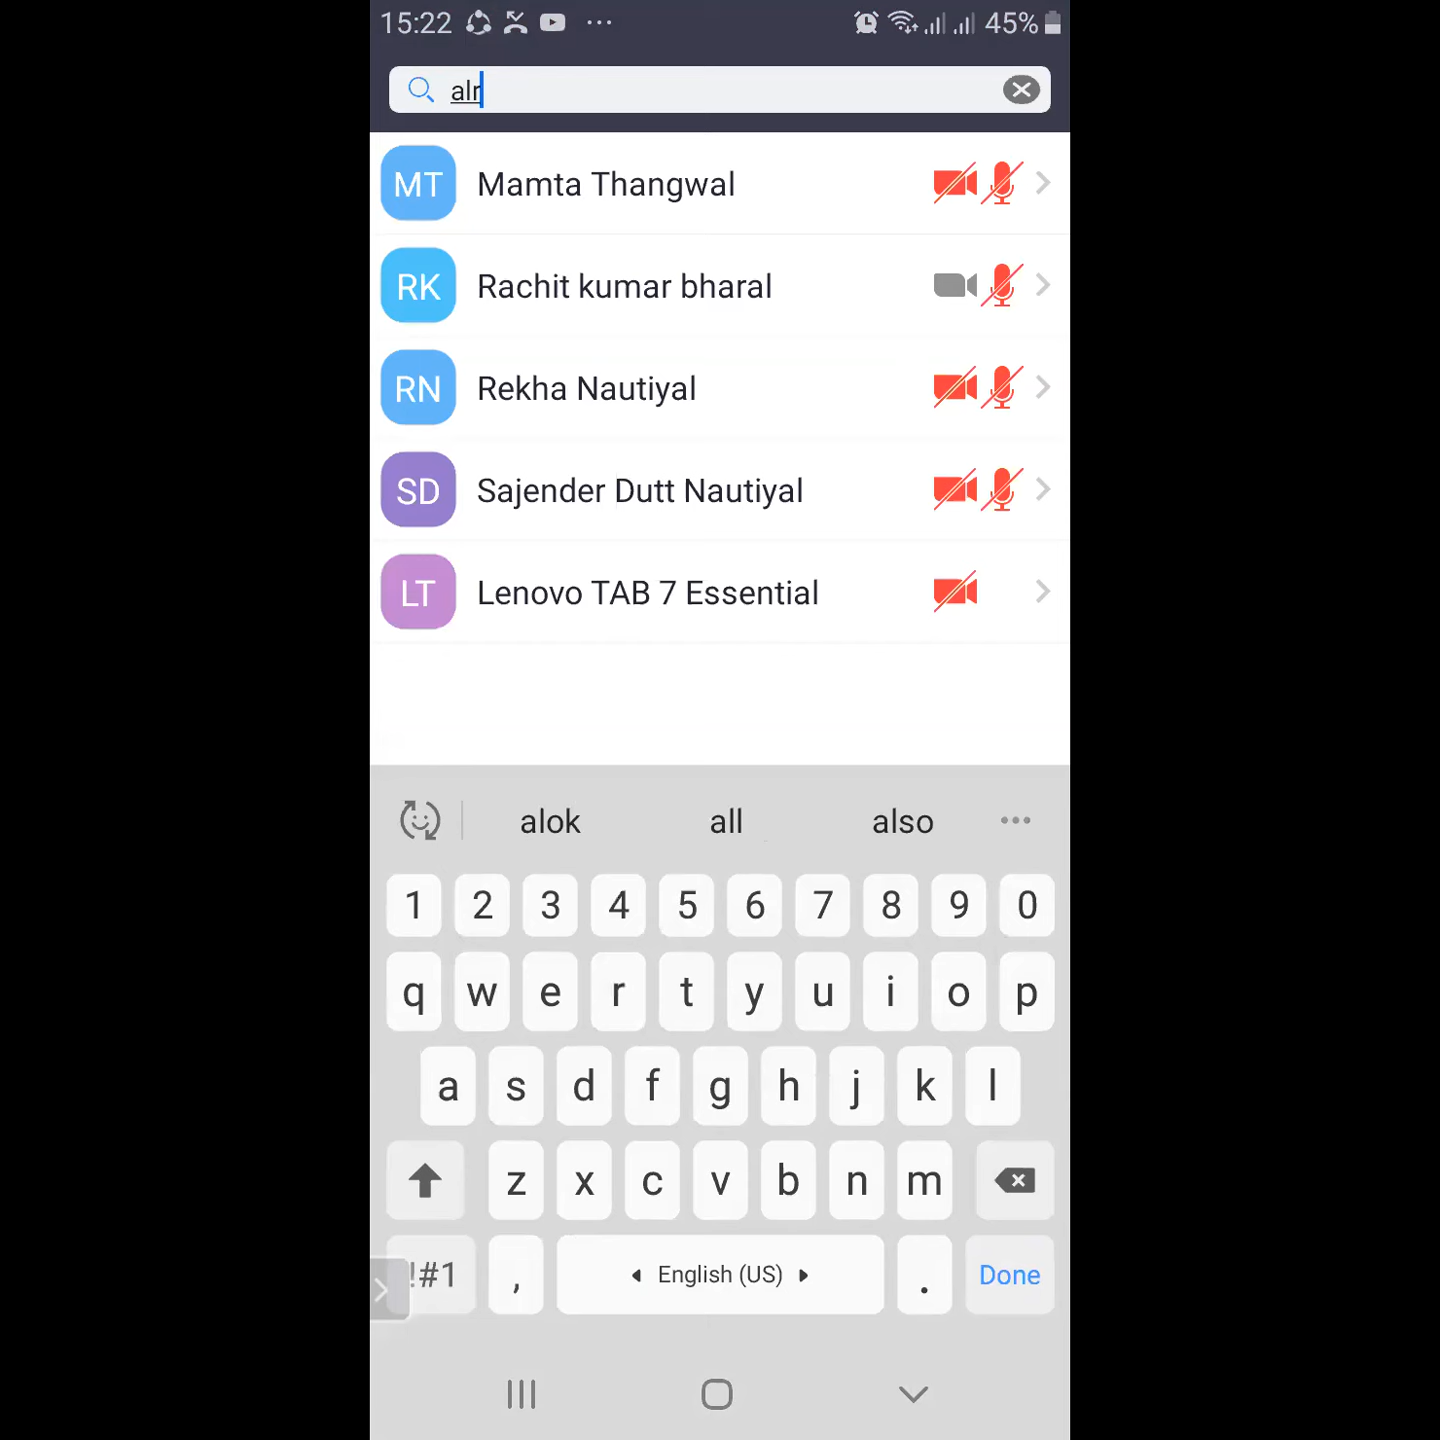 15:22 45%
alr
MT Mamta Thangwal
RK Rachit kumar bharal
RN Rekha Nautiyal
SD Sajender Dutt Nautiyal
LT Lenovo TAB 7 Essential
alok all also
1 2 3 4 5 6 7 8 9 0
q w e r t y u i o p
a s d f g h j k l
z x c v b n m
!#1 , English (US) . Done